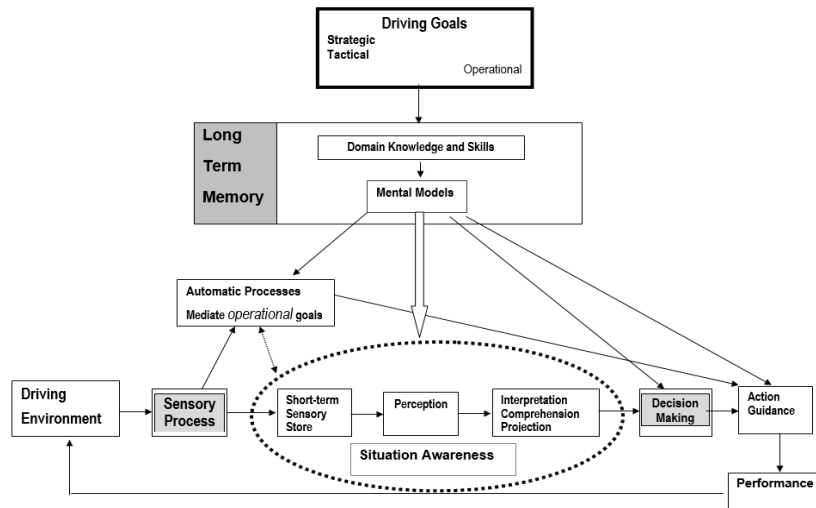 Driving Goals
Strategic
Tactical
Operational
Long
Term
Memory
Domain Knowledge and Skills
Mental Models
Automatic Processes
Mediate operational goals
Driving
Environment
Sensory
Process
Short-term
Sensory
Store
Perception
Interpretation
Comprehension
Projection
Situation Awareness
Decision
Making
Action
Guidance
Performance